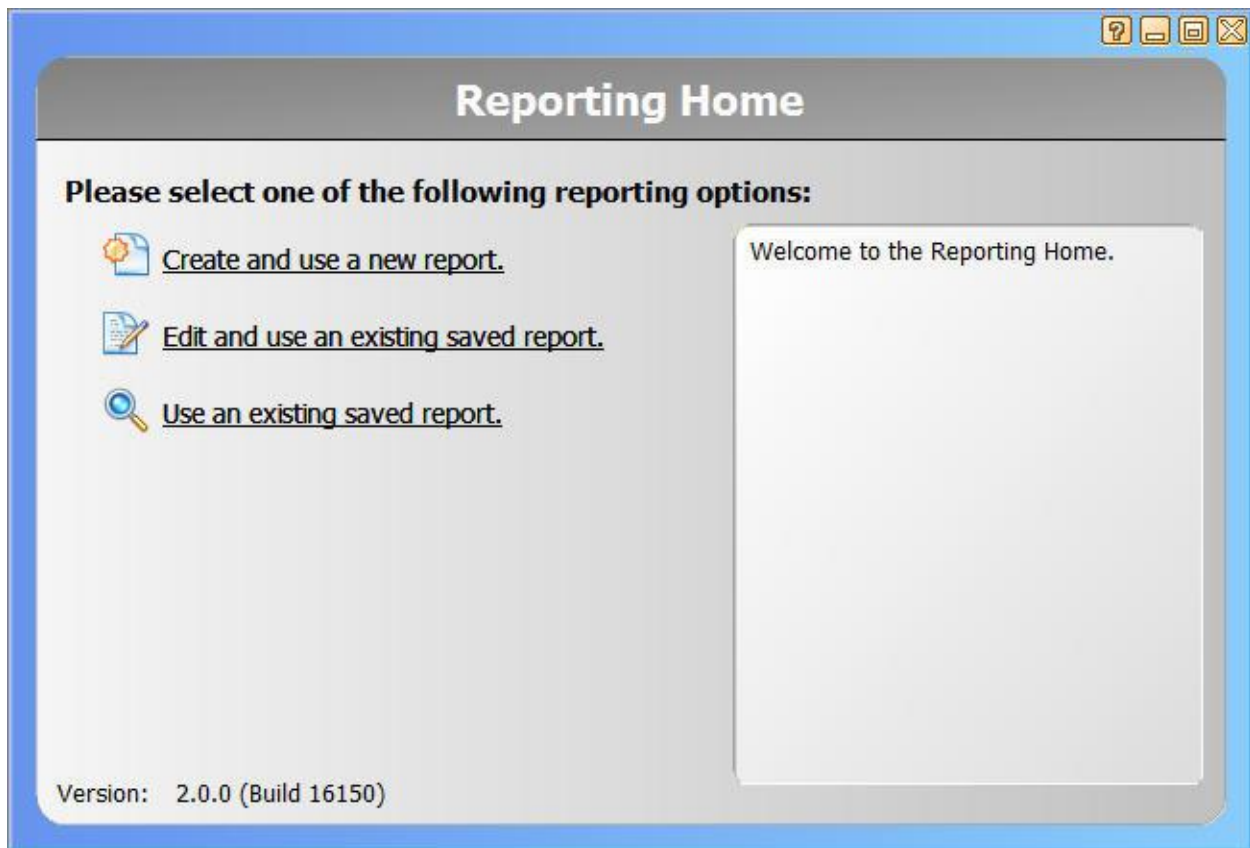 Reporting Home
Please select one of the following reporting options:
Create and use a new report.
Welcome to the Reporting Home.
Edit and use an existing saved report.
Use an existing saved report.
Version: 2.0.0 (Build 16150)